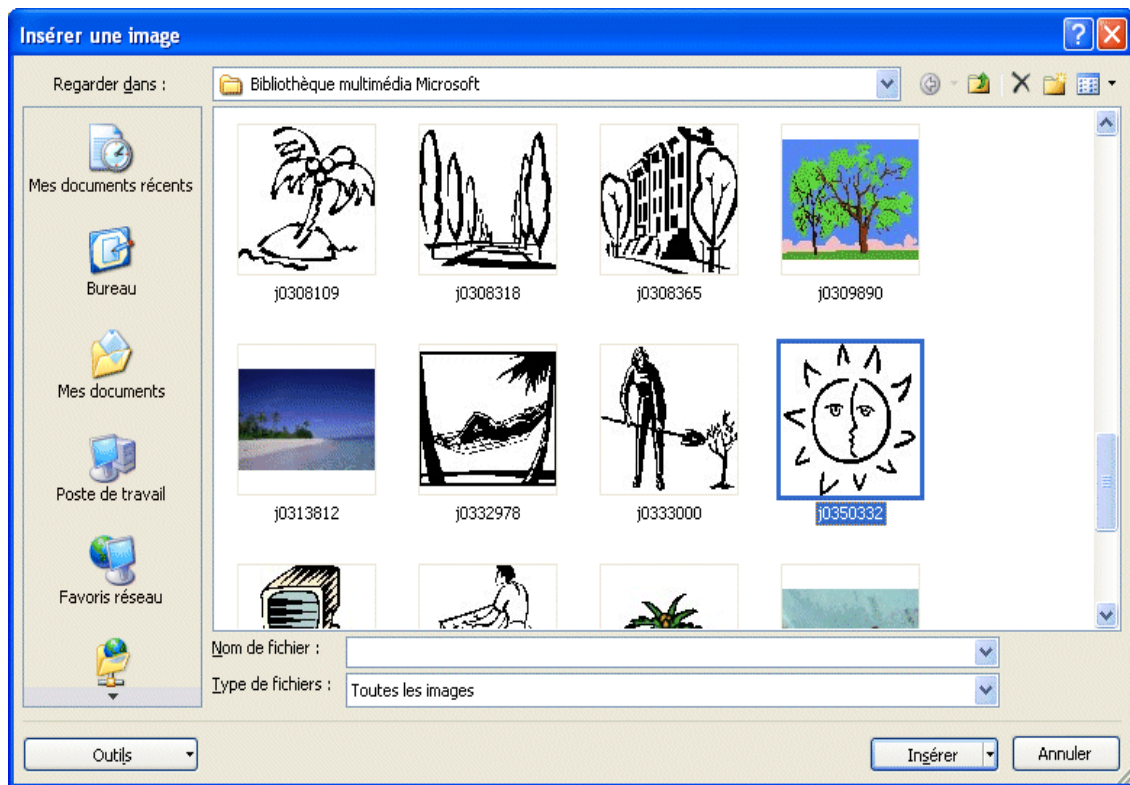 Insérer une image
Regarder dans :
Bibliothèque multimédia Microsoft
Mes documents récents
Bureau
Mes documents
Poste de travail
Favoris réseau
j0308109
j0308318
j0308365
j0309890
j0313812
j0332978
j0333000
j0350332
Nom de fichier :
Type de fichiers :
Toutes les images
Outils
Insérer
Annuler